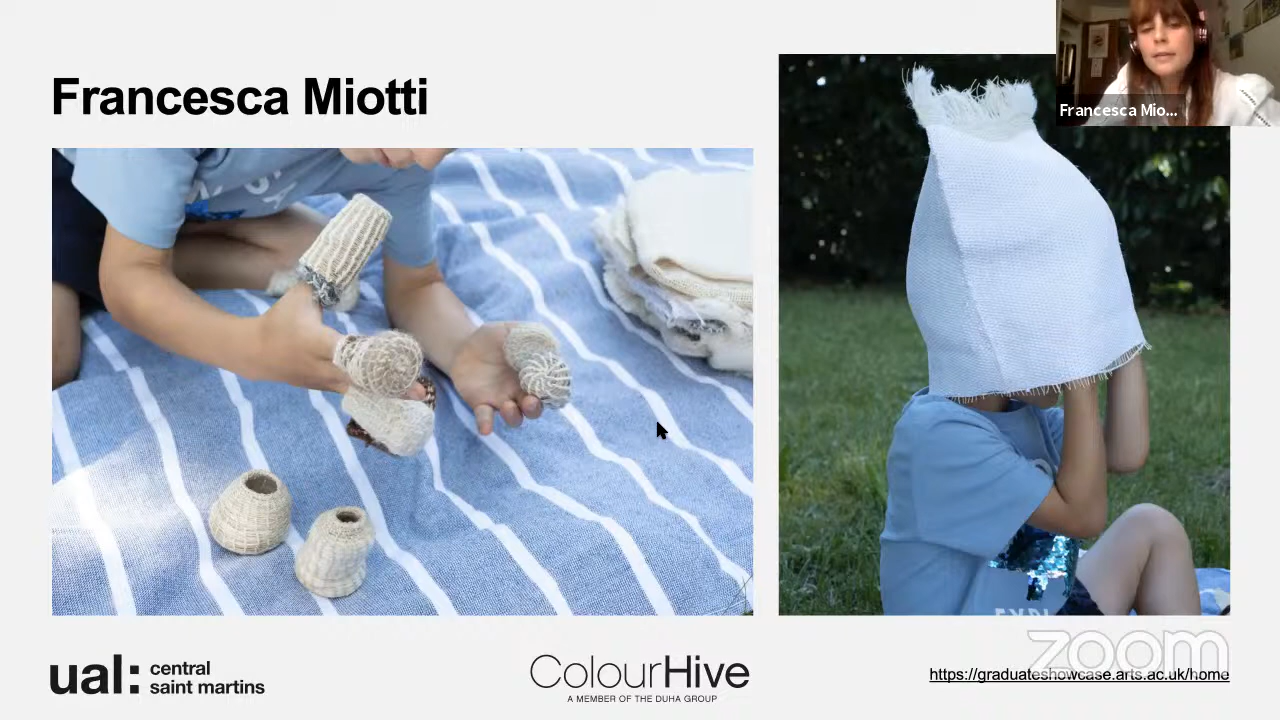 Francesca Miotti
Francesca Mio...
ual: central
saint martins
ColourHive
A MEMBER OF THE DUHA GROUP
https://graduateshowcase.arts.ac.uk/home
zoom